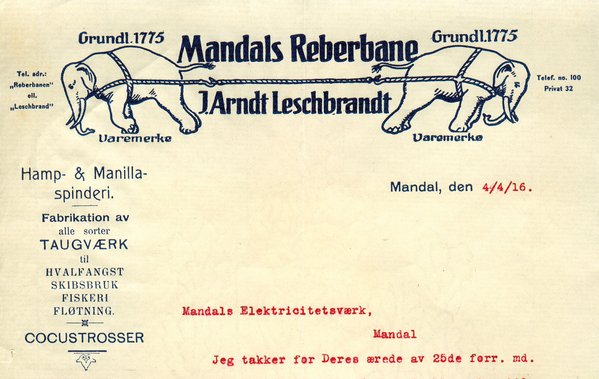 Grundl.1775
Mandals Reberbane
Grundl.1775
Tel. adr.:
„Reberbanen"
ell.
„Leschbrand"
Telef. no. 100
Privat 32
J. Arndt Leschbrandt
Varemerke
Varemerke
Hamp- & Manilla-
spinderi.
Mandal, den 4/4/16.
Fabrikation av
alle sorter
TAUGVÆRK
til
HVALFANGST
SKIBSBRUK
FISKERI
FLØTNING.
COCUSTROSSER
Mandals Elektricitetsværk,
Mandal
Jeg takker for Deres ærede av 25de førr. md.